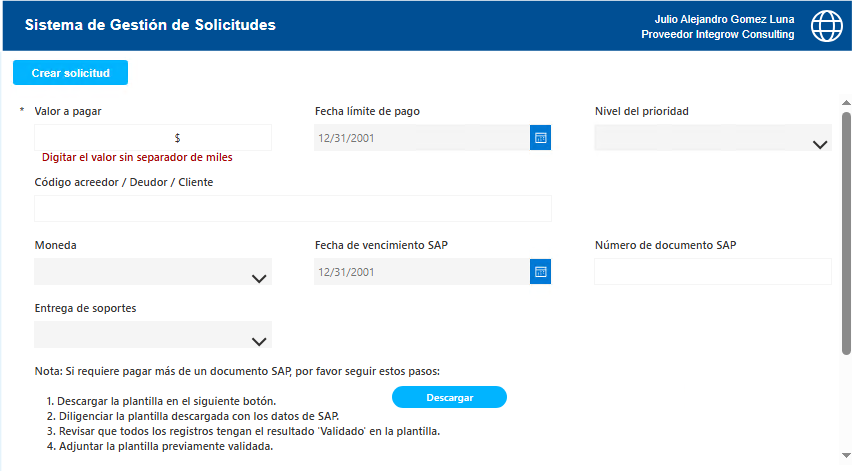 Sistema de Gestión de Solicitudes
Julio Alejandro Gomez Luna
Proveedor Integrow Consulting
Crear solicitud
* Valor a pagar
Fecha límite de pago
Nivel del prioridad
$
12/31/2001
Digitar el valor sin separador de miles
Código acreedor / Deudor / Cliente
Moneda
Fecha de vencimiento SAP
Número de documento SAP
12/31/2001
Entrega de soportes
Nota: Si requiere pagar más de un documento SAP, por favor seguir estos pasos:
1. Descargar la plantilla en el siguiente botón.
Descargar
2. Diligenciar la plantilla descargada con los datos de SAP.
3. Revisar que todos los registros tengan el resultado 'Validado' en la plantilla.
4. Adjuntar la plantilla previamente validada.